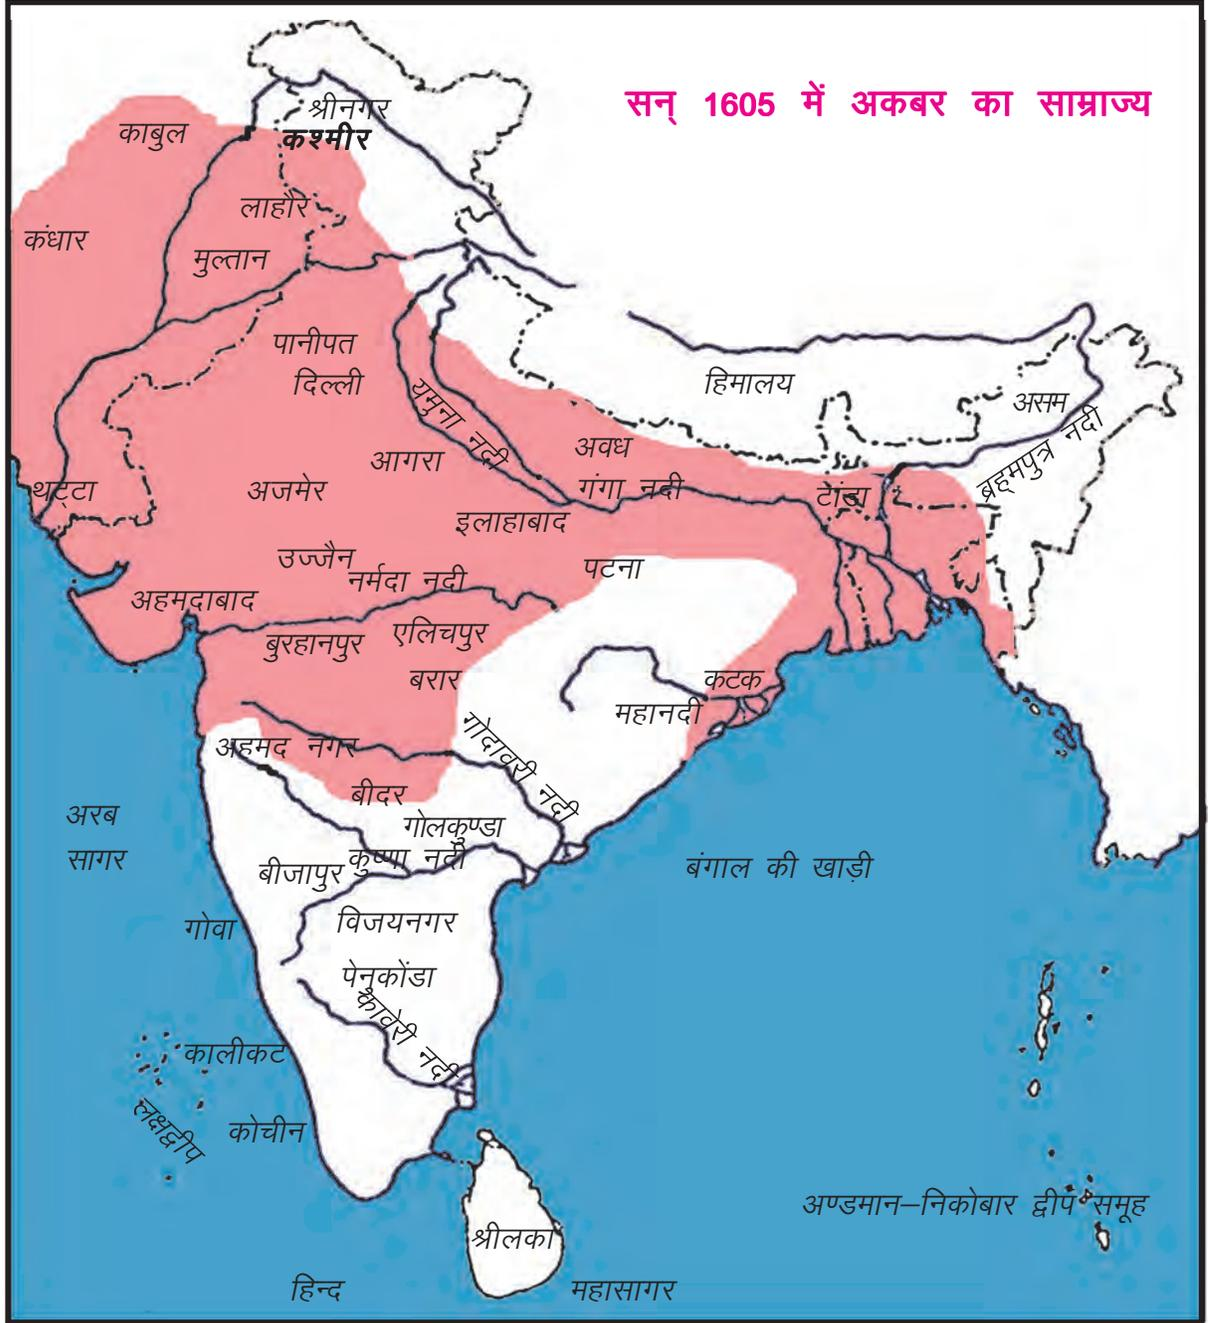 सन् 1605 में अकबर का साम्राज्य
श्रीनगर
कश्मीर
काबुल
लाहौर
कंधार
मुल्तान
पानीपत
दिल्ली
हिमालय
असम
यमुना नदी
ब्रह्मपुत्र नदी
अवध
आगरा
थट्टा
अजमेर
गंगा नदी
टांडा
इलाहाबाद
उज्जैन
पटना
नर्मदा नदी
अहमदाबाद
एलिचपुर
बुरहानपुर
बरार
कटक
महानदी
गोदावरी नदी
अहमद नगर
बीदर
अरब
सागर
गोलकुण्डा
कृष्णा नदी
बीजापुर
बंगाल की खाड़ी
विजयनगर
गोवा
पेनुकोंडा
कावेरी नदी
कालीकट
लक्षद्वीप
कोचीन
अण्डमान–निकोबार द्वीप समूह
श्रीलंका
हिन्द महासागर